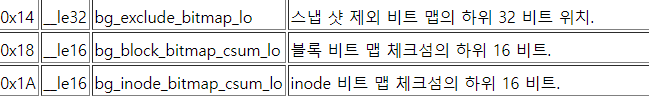 0x14 __le32 bg_exclude_bitmap_lo 스냅 샷 제외 비트 맵의 하위 32 비트 위치.
0x18 __le16 bg_block_bitmap_csum_lo 블록 비트 맵 체크섬의 하위 16 비트.
0x1A __le16 bg_inode_bitmap_csum_lo inode 비트 맵 체크섬의 하위 16 비트.